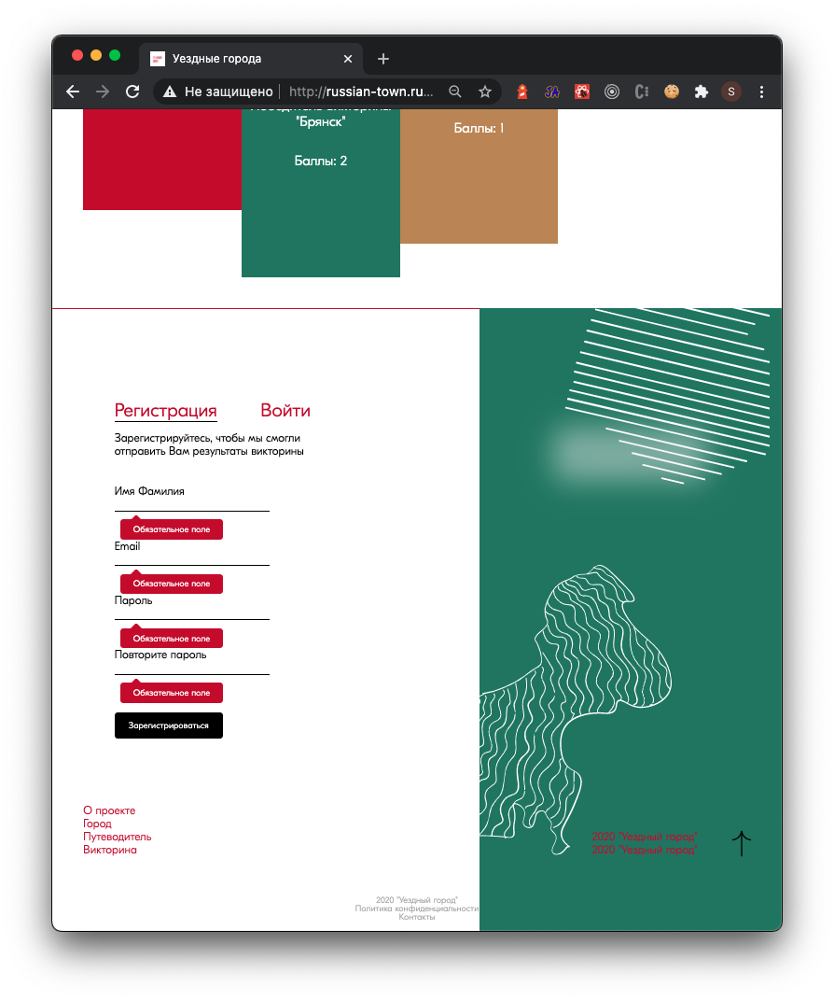 Уездные города
Не защищено
http://russian-town.ru...
S
"Брянск"
Баллы: 2
Баллы: 1
Регистрация
Войти
Зарегистрируйтесь, чтобы мы смогли
отправить Вам результаты викторины
Имя Фамилия
Обязательное поле
Email
Обязательное поле
Пароль
Обязательное поле
Повторите пароль
Обязательное поле
Зарегистрироваться
О проекте
Город
Путеводитель
Викторина
2020 "Уездный город"
2020 "Уездный город"
2020 "Уездный город"
Политика конфиденциальности
Контакты